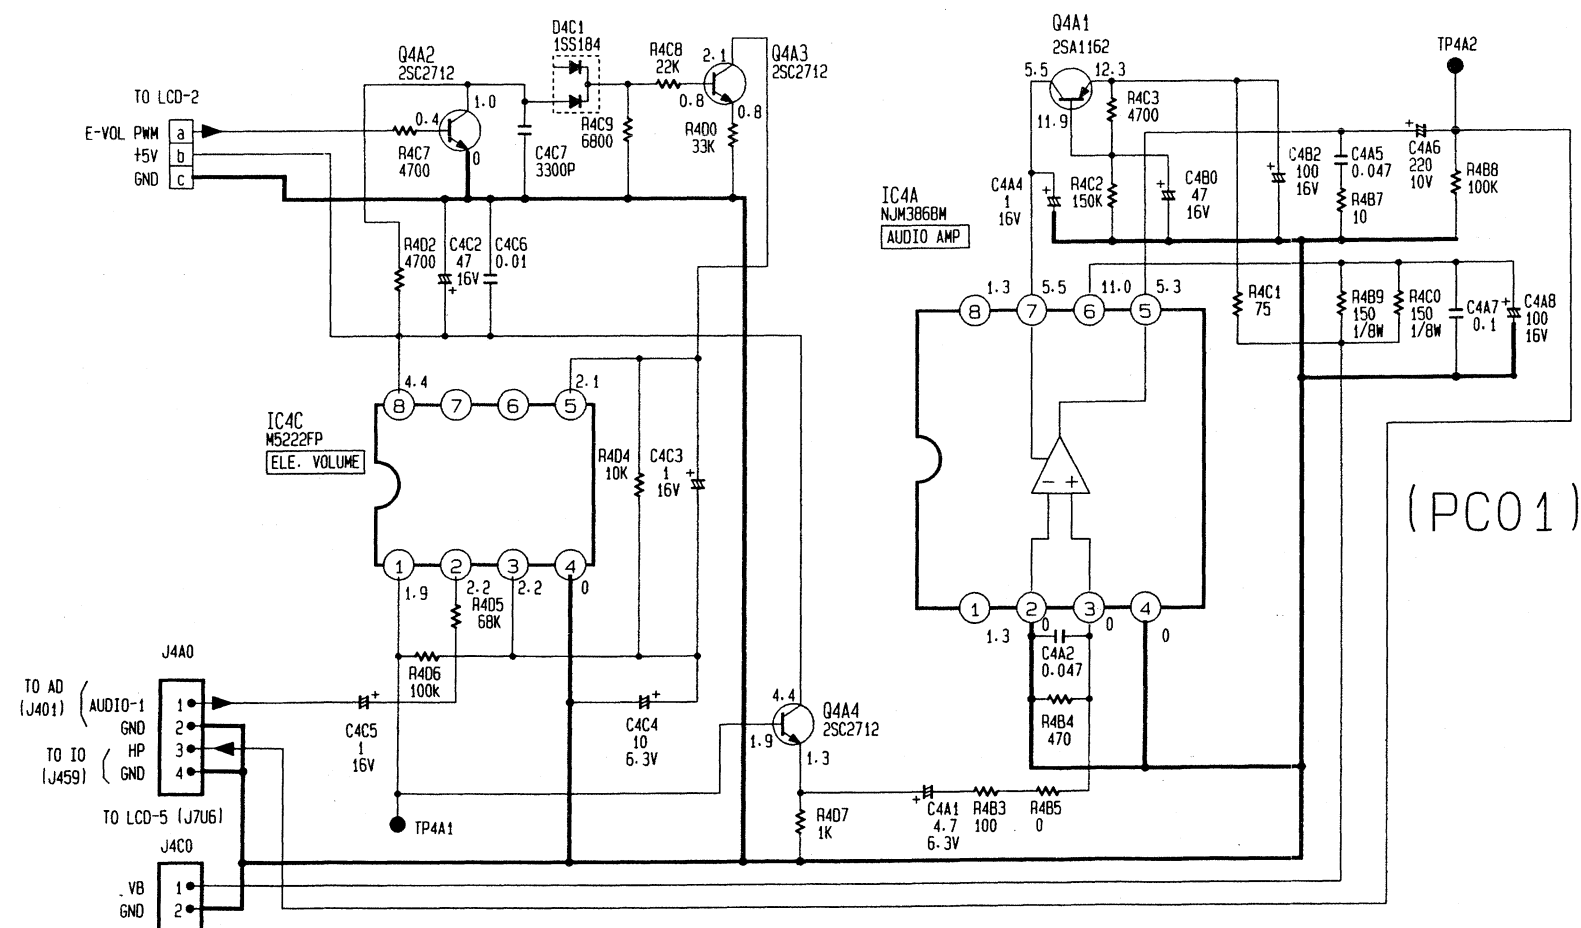 Q4A2
2SC2712
D4C1
1SS184
R4C8
22K
2.1
Q4A3
2SC2712
0.8
0.8
1.0
0.4
0
TO LCD-2
E-VOL PWM a
+5V b
GND c
R4C7
4700
C4C7
3300P
R4C9
6800
R4D0
33K
R4D2
4700
C4C2
47
16V
+
C4C6
0.01
IC4C
M5222FP
ELE. VOLUME
4.4
2.1
8 7 6 5
1 2 3 4
1.9
2.2
2.2
0
R4D4
10K
C4C3
1
16V
+
R4D5
68K
R4D6
100K
J4A0
TO AD
(J401)
AUDIO-1 1
GND 2
TO IO
(J459)
HP 3
GND 4
C4C5
1
16V
+
C4C4
10
6.3V
+
TO LCD-5 (J7U6)
J4C0
VB 1
GND 2
TP4A1
4.4
Q4A4
2SC2712
1.9
1.3
R4D7
1K
+
C4A1
4.7
6.3V
R4B3
100
R4B5
0
Q4A1
2SA1162
5.5
12.3
11.9
R4C3
4700
R4C2
150K
C4A4
1
16V
+
C4B0
47
16V
+
C4B2
100
16V
+
C4A5
0.047
R4B7
10
C4A6
220
10V
+
TP4A2
R4B8
100K
IC4A
NJM386BM
AUDIO AMP
1.3
5.5
11.0
5.3
8 7 6 5
- +
1 2 3 4
1.3
0
0
0
R4C1
75
R4B9
150
1/8W
R4C0
150
1/8W
C4A7
0.1
C4A8
100
16V
+
C4A2
0.047
R4B4
470
(PC01)